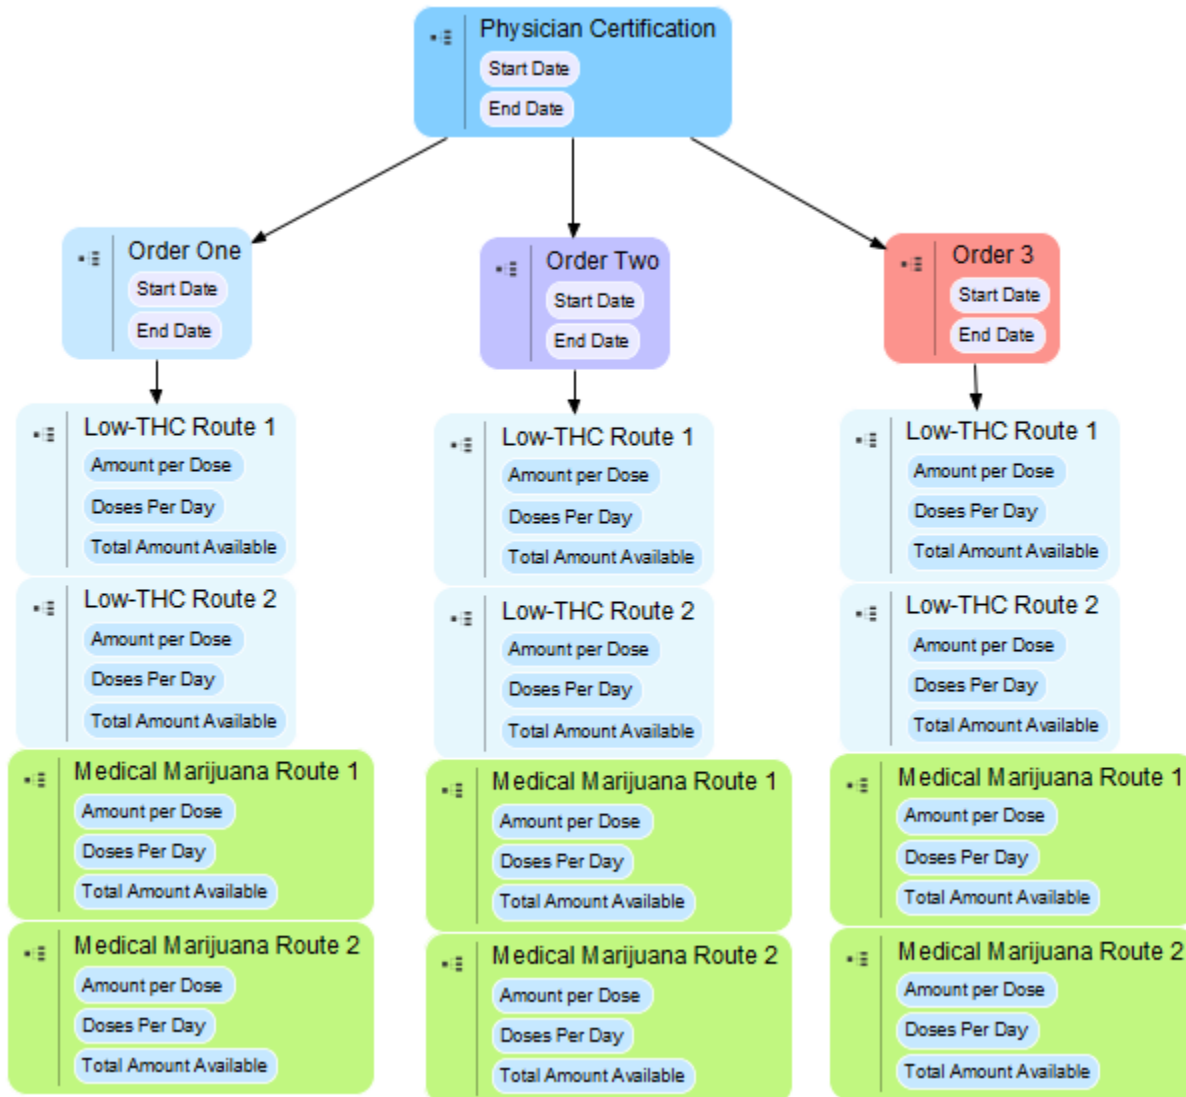 Physician Certification
Start Date
End Date
Order One
Start Date
End Date
Order Two
Start Date
End Date
Order 3
Start Date
End Date
Low-THC Route 1
Amount per Dose
Doses Per Day
Total Amount Available
Low-THC Route 2
Amount per Dose
Doses Per Day
Total Amount Available
Medical Marijuana Route 1
Amount per Dose
Doses Per Day
Total Amount Available
Medical Marijuana Route 2
Amount per Dose
Doses Per Day
Total Amount Available
Low-THC Route 1
Amount per Dose
Doses Per Day
Total Amount Available
Low-THC Route 2
Amount per Dose
Doses Per Day
Total Amount Available
Medical Marijuana Route 1
Amount per Dose
Doses Per Day
Total Amount Available
Medical Marijuana Route 2
Amount per Dose
Doses Per Day
Total Amount Available
Low-THC Route 1
Amount per Dose
Doses Per Day
Total Amount Available
Low-THC Route 2
Amount per Dose
Doses Per Day
Total Amount Available
Medical Marijuana Route 1
Amount per Dose
Doses Per Day
Total Amount Available
Medical Marijuana Route 2
Amount per Dose
Doses Per Day
Total Amount Available